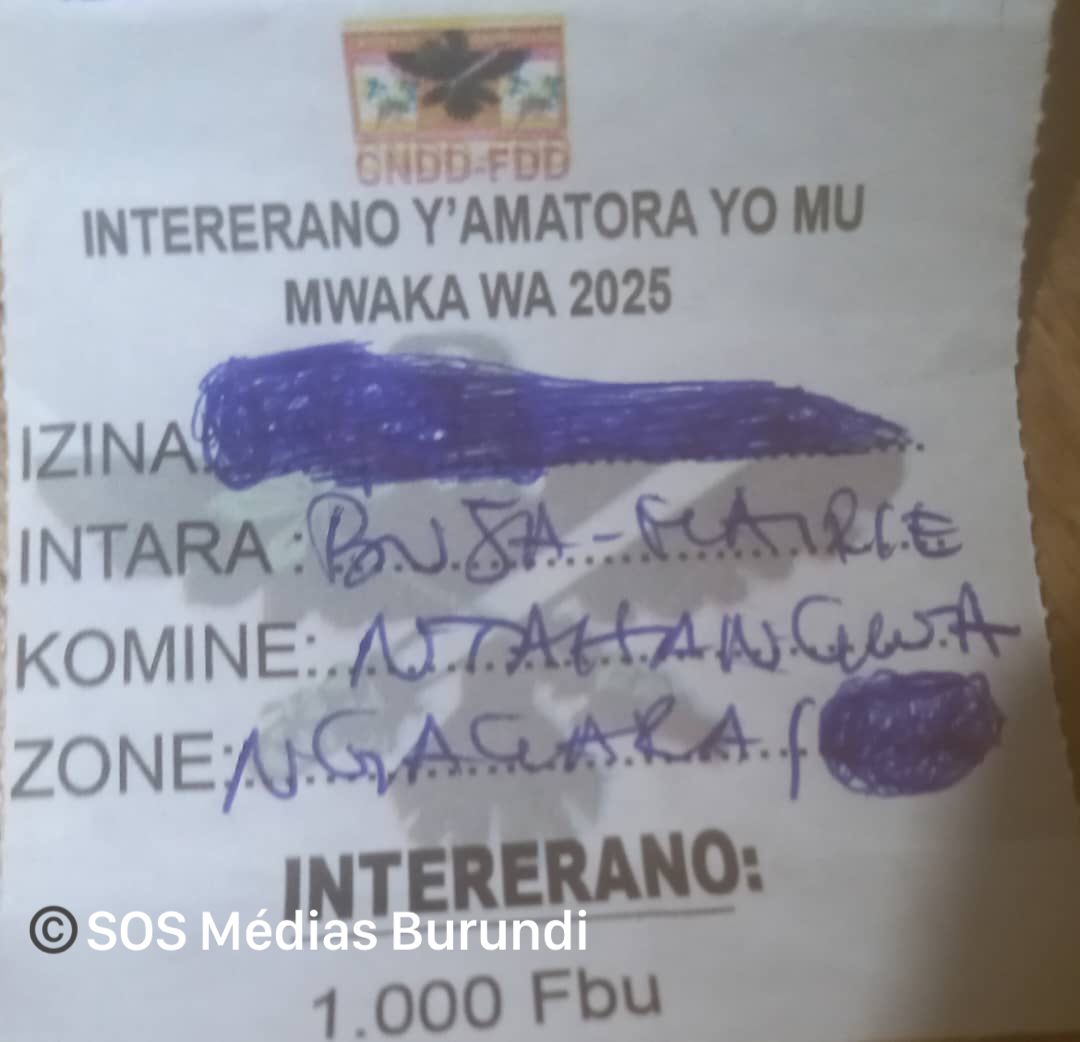 CNDD-FDD
INTERERANO Y'AMATORA YO MU
MWAKA WA 2025
IZINA
INTARA : BUJA-MAIRIE
KOMINE: NTAHANGWA
ZONE: NGAGARA
INTERERANO:
© SOS Médias Burundi
1.000 Fbu